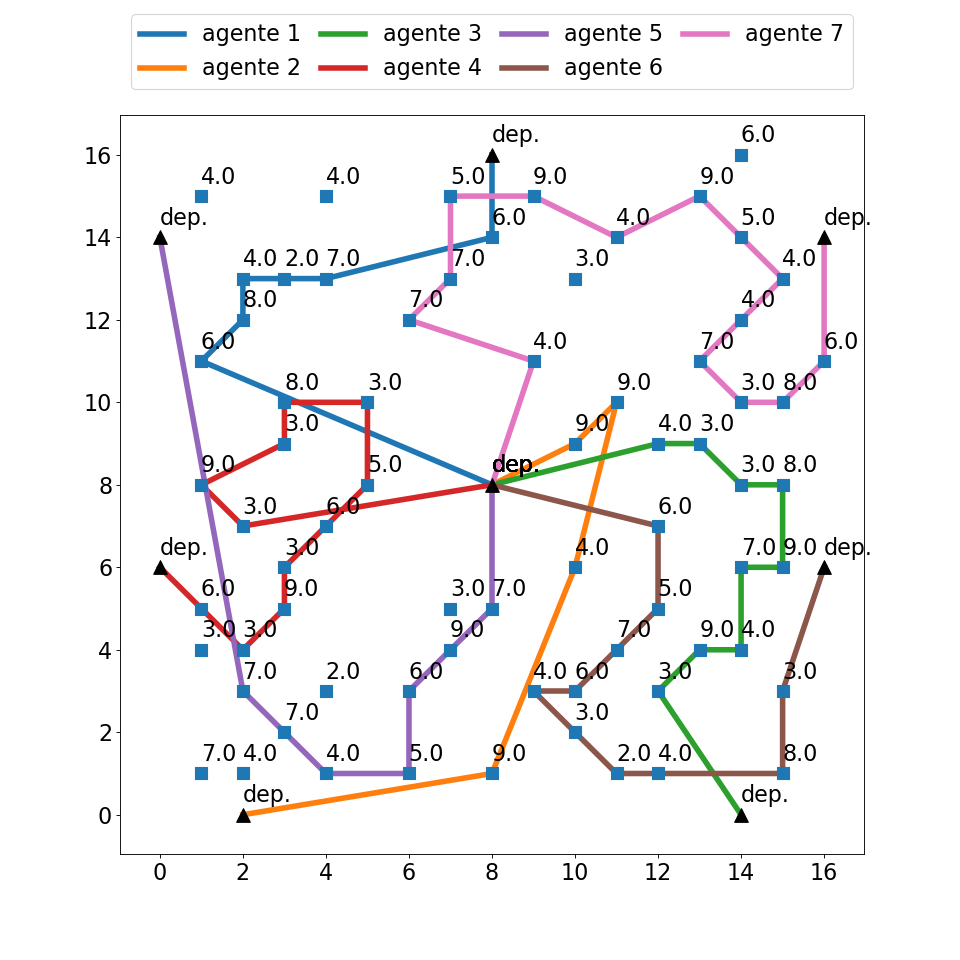 agente 1 agente 3 agente 5 agente 7
agente 2 agente 4 agente 6
dep. 6.0
16
4.0 4.0 5.0 9.0 9.0
dep. 6.0 4.0 5.0 dep.
14
4.0 2.0 7.0 7.0 3.0 4.0
8.0 7.0 4.0
12
6.0 4.0 7.0 6.0
8.0 3.0 9.0 3.0 8.0
10
3.0 9.0 4.0 3.0
9.0 5.0 dep. dep. 3.0 8.0
8
3.0 6.0 6.0
dep. 3.0 4.0 7.0 9.0 dep.
6
6.0 9.0 3.0 7.0 5.0
3.0 3.0 9.0 7.0 9.0 4.0
4
7.0 2.0 6.0 4.0 6.0 3.0 3.0
7.0 3.0
2
7.0 4.0 4.0 5.0 9.0 2.0 4.0 8.0
dep. dep.
0
0 2 4 6 8 10 12 14 16